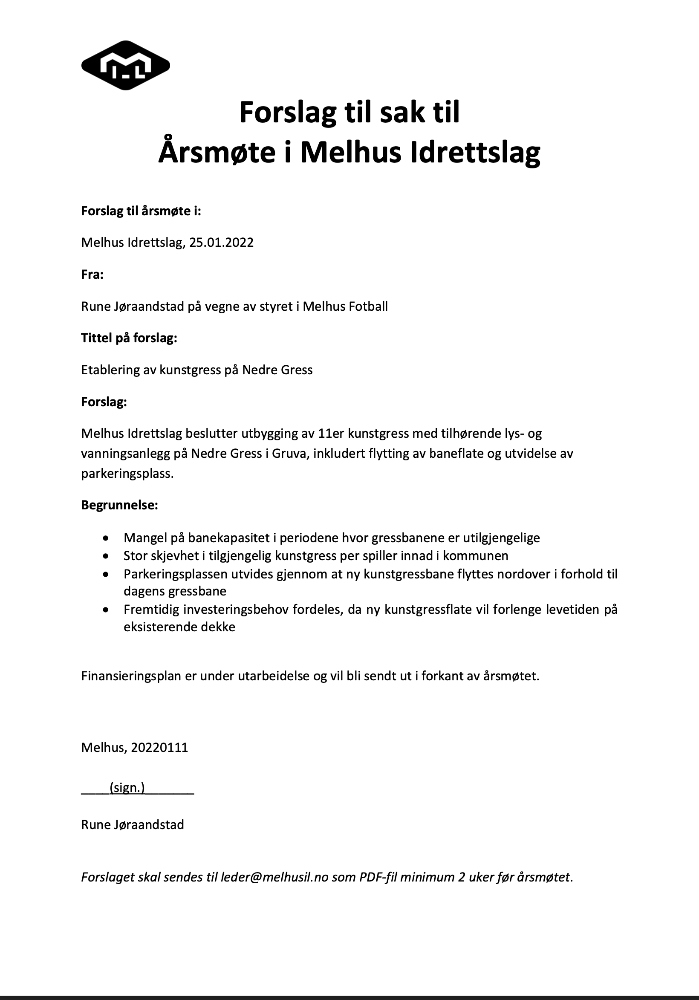 MIL
Forslag til sak til
Årsmøte i Melhus Idrettslag
Forslag til årsmøte i:
Melhus Idrettslag, 25.01.2022
Fra:
Rune Jøraandstad på vegne av styret i Melhus Fotball
Tittel på forslag:
Etablering av kunstgress på Nedre Gress
Forslag:
Melhus Idrettslag beslutter utbygging av 11er kunstgress med tilhørende lys- og
vanningsanlegg på Nedre Gress i Gruva, inkludert flytting av baneflate og utvidelse av
parkeringsplass.
Begrunnelse:
• Mangel på banekapasitet i periodene hvor gressbanene er utilgjengelige
• Stor skjevhet i tilgjengelig kunstgress per spiller innad i kommunen
• Parkeringsplassen utvides gjennom at ny kunstgressbane flyttes nordover i forhold til
dagens gressbane
• Fremtidig investeringsbehov fordeles, da ny kunstgressflate vil forlenge levetiden på
eksisterende dekke
Finansieringsplan er under utarbeidelse og vil bli sendt ut i forkant av årsmøtet.
Melhus, 20220111
____(sign.)_______
Rune Jøraandstad
Forslaget skal sendes til leder@melhusil.no som PDF-fil minimum 2 uker før årsmøtet.